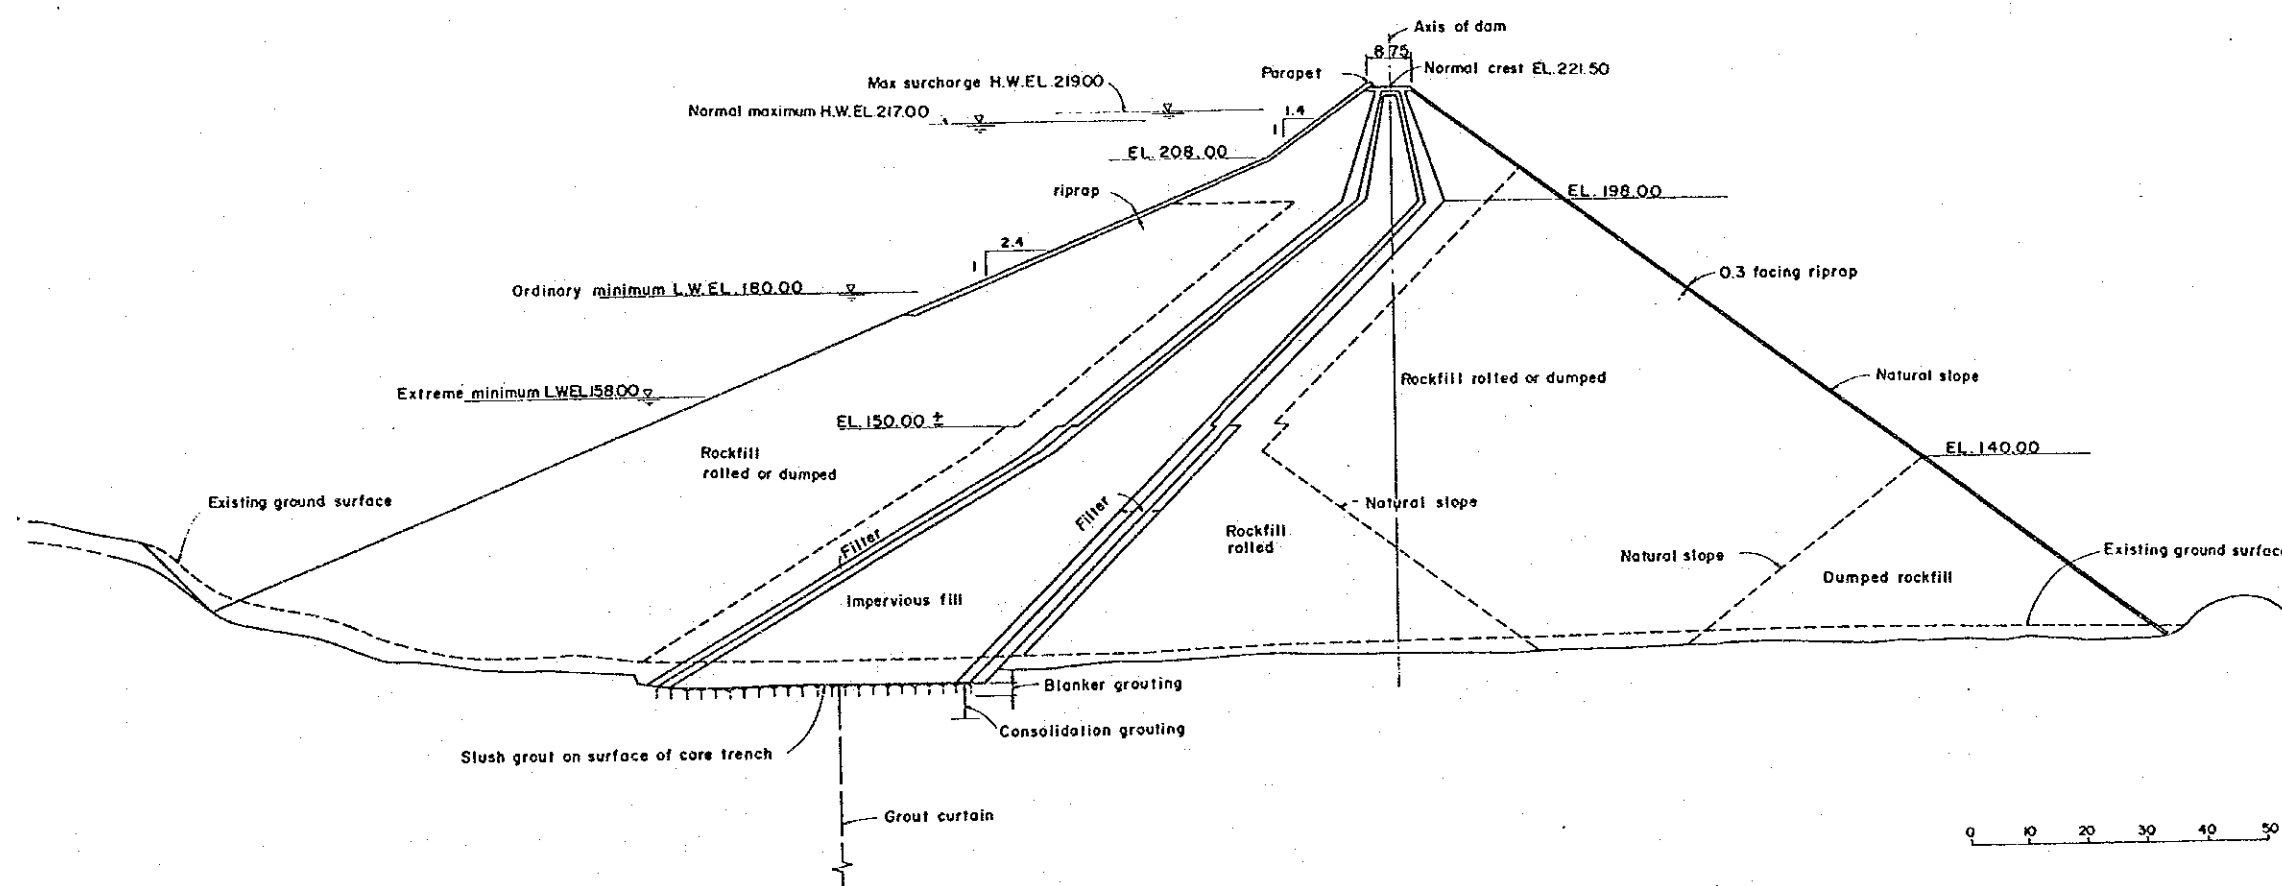 Axis of dam
8.75
Parapet
Normal crest EL.221.50
Max surcharge H.W.EL.219.00
Normal maximum H.W.EL.217.00
1.4
1
EL.208.00
riprap
EL.198.00
2.4
1
0.3 facing riprap
Ordinary minimum L.W.EL.180.00
Rockfill rolled or dumped
Natural slope
Extreme minimum L.W.EL.158.00
EL.150.00 ±
Rockfill
rolled or dumped
EL.140.00
Existing ground surface
Filter
Filter
Natural slope
Rockfill
rolled
Natural slope
Existing ground surface
Dumped rockfill
Impervious fill
Blanker grouting
Consolidation grouting
Slush grout on surface of core trench
Grout curtain
0 10 20 30 40 50